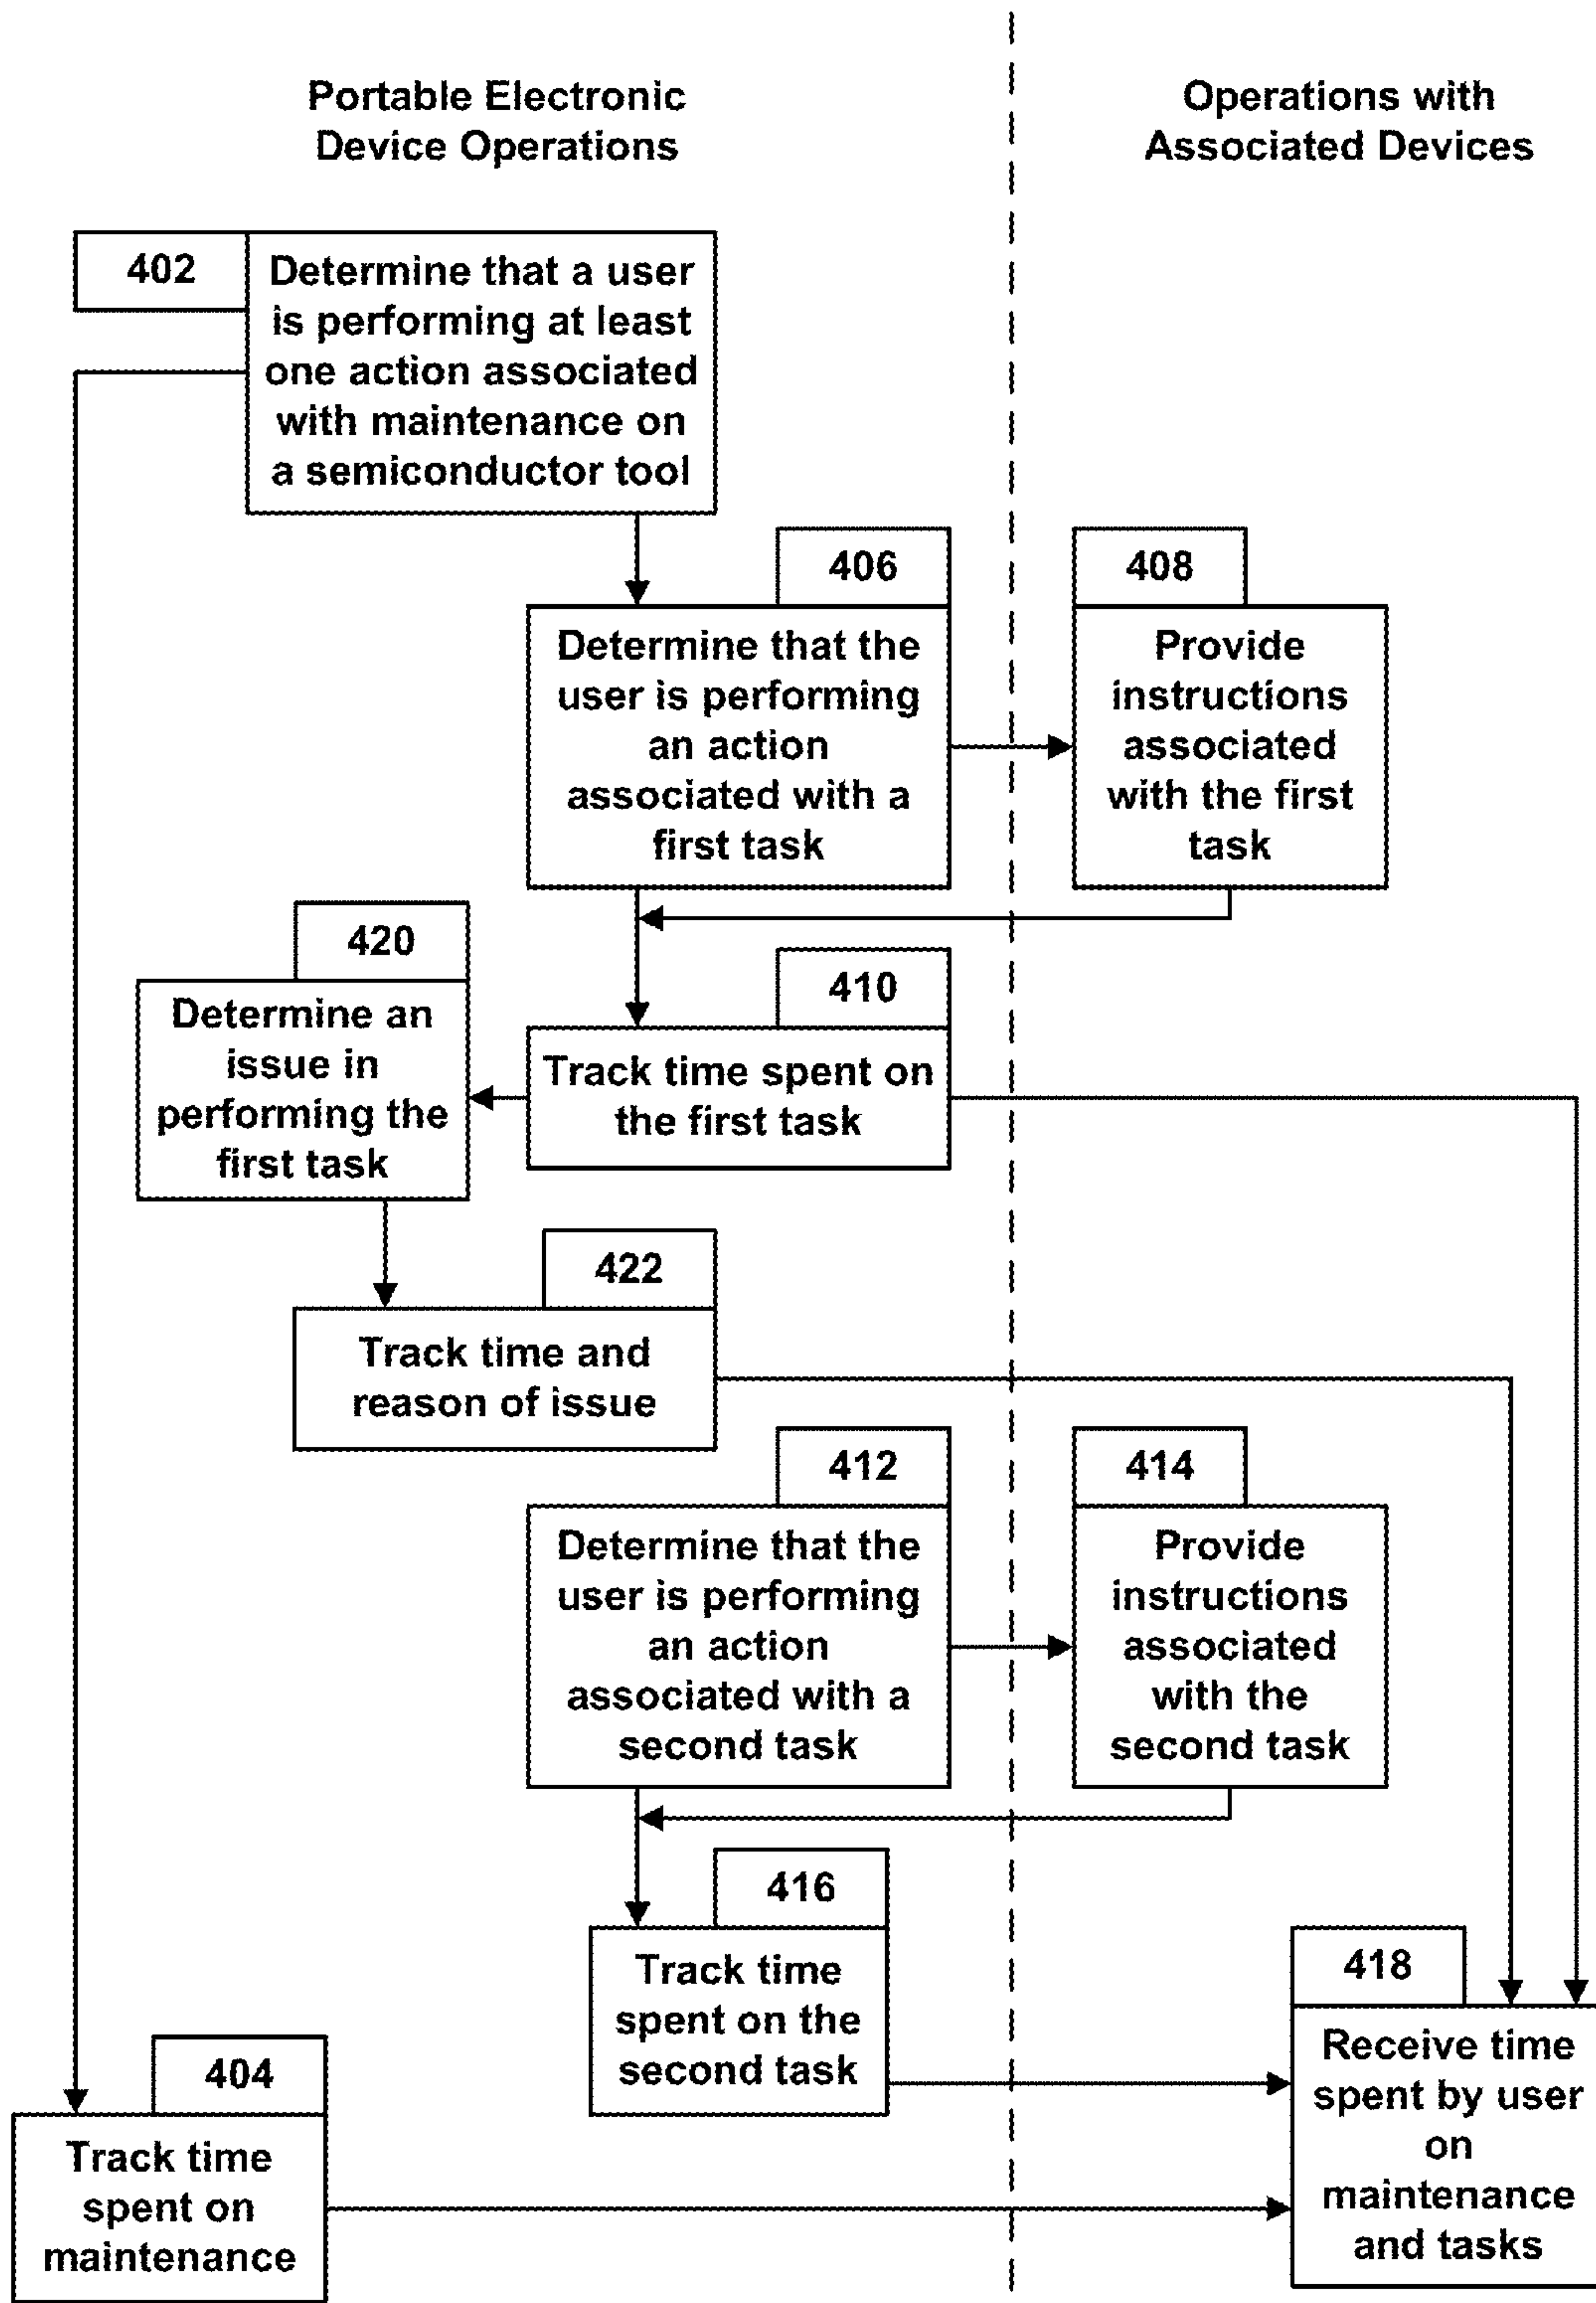 Portable Electronic
Device Operations
Operations with
Associated Devices
402
Determine that a user
is performing at least
one action associated
with maintenance on
a semiconductor tool
406
Determine that the
user is performing
an action
associated with a
first task
408
Provide
instructions
associated
with the first
task
420
Determine an
issue in
performing the
first task
410
Track time spent on
the first task
422
Track time and
reason of issue
412
Determine that the
user is performing
an action
associated with a
second task
414
Provide
instructions
associated
with the
second task
416
Track time
spent on the
second task
418
Receive time
spent by user
on
maintenance
and tasks
404
Track time
spent on
maintenance